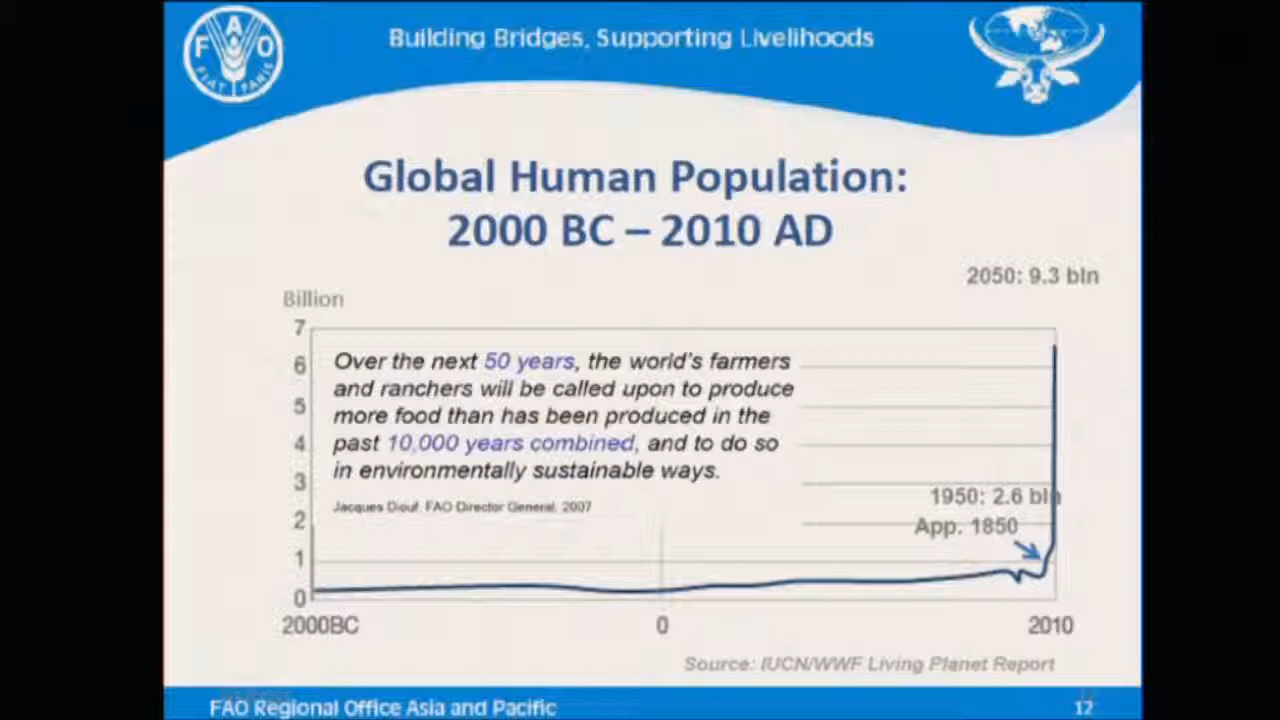 FAO
FIAT PANIS
Building Bridges, Supporting Livelihoods
Global Human Population:
2000 BC – 2010 AD
2050: 9.3 bln
Billion
7
6
5
4
3
2
1
0
Over the next 50 years, the world's farmers
and ranchers will be called upon to produce
more food than has been produced in the
past 10,000 years combined, and to do so
in environmentally sustainable ways.
Jacques Diouf, FAO Director General, 2007
1950: 2.6 bln
App. 1850
2000BC 0 2010
Source: IUCN/WWF Living Planet Report
FAO Regional Office Asia and Pacific
12